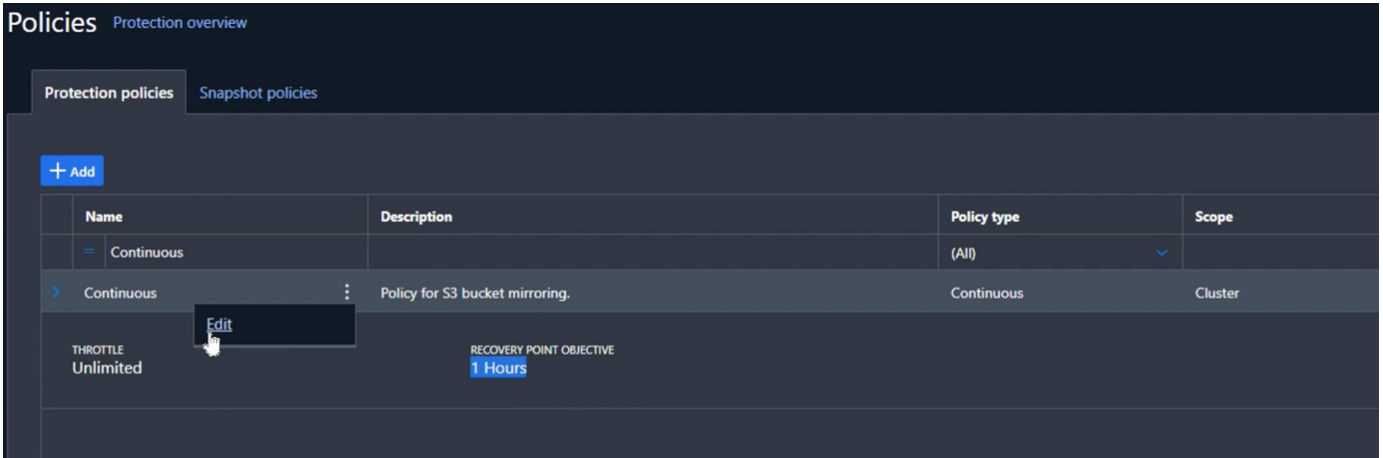 Policies Protection overview
Protection policies Snapshot policies
+ Add
Name Description Policy type Scope
= Continuous (All)
Continuous Policy for S3 bucket mirroring. Continuous Cluster
Edit
THROTTLE RECOVERY POINT OBJECTIVE
Unlimited 1 Hours